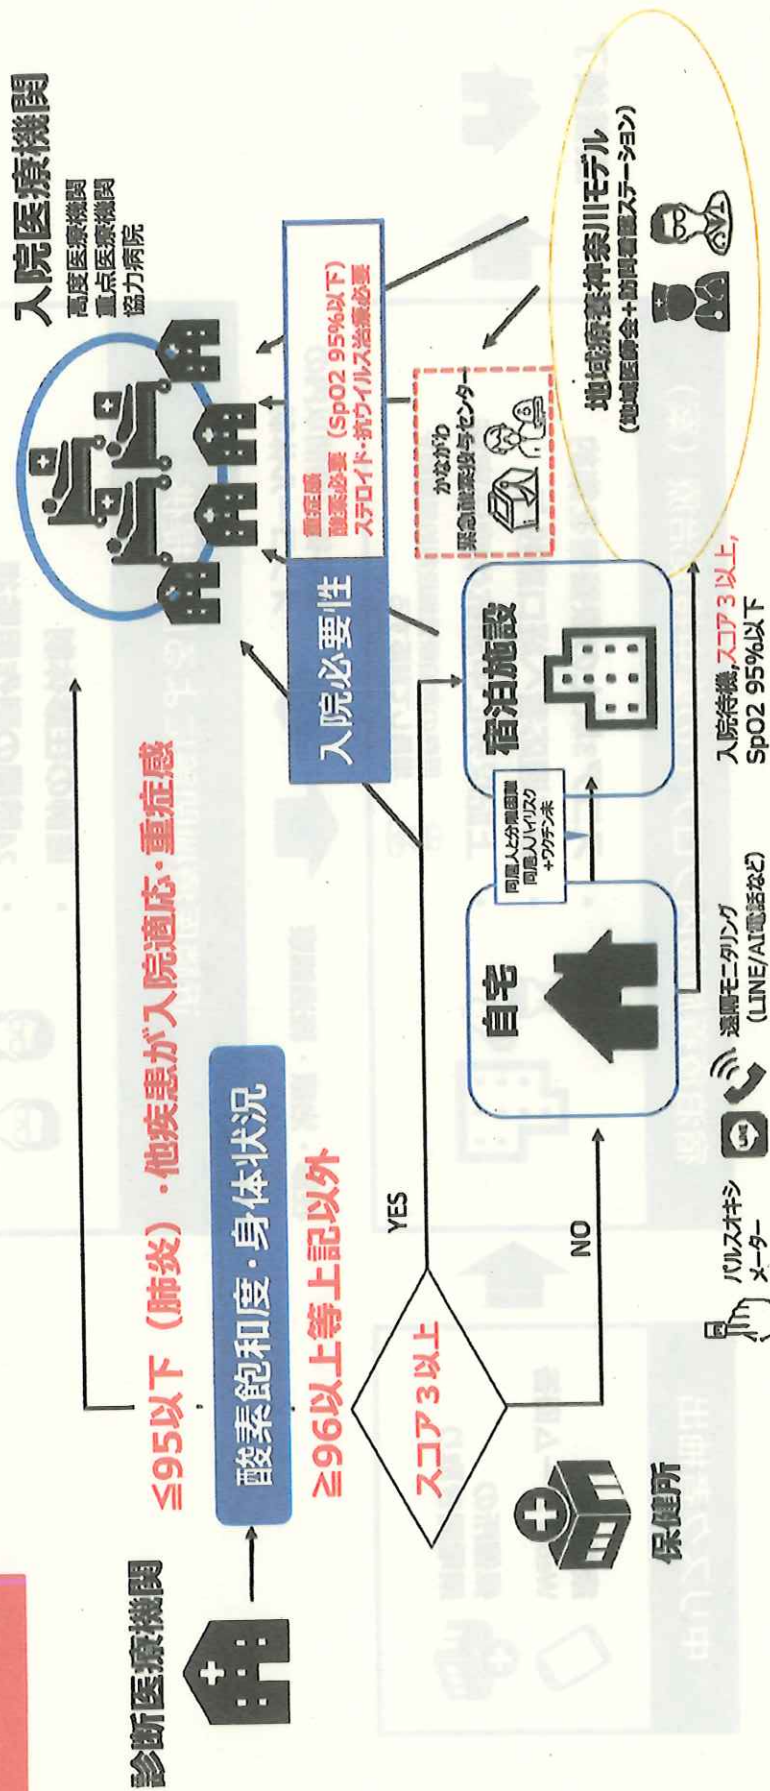 診断医療機関
≦95以下（肺炎）・他疾患が入院適応・重症感
酸素飽和度・身体状況
≧96以上等上記以外
スコア３以上
YES
NO
保健所
入院医療機関
高度医療機関
重点医療機関
協力病院
入院必要性
重症感
酸素必要（SpO2 95%以下）
ステロイド・抗ウイルス治療必要
自宅
同居人と分離困難
同居人ハイリスク
+ワクチン未
宿泊施設
かながわ
緊急酸素投与センター
地域療養神奈川モデル
（地域医師会＋訪問看護ステーション）
パルスオキシ
メーター
LINE
遠隔モニタリング
（LINE/AI電話など）
入院待機,スコア３以上,
SpO2 95%以下